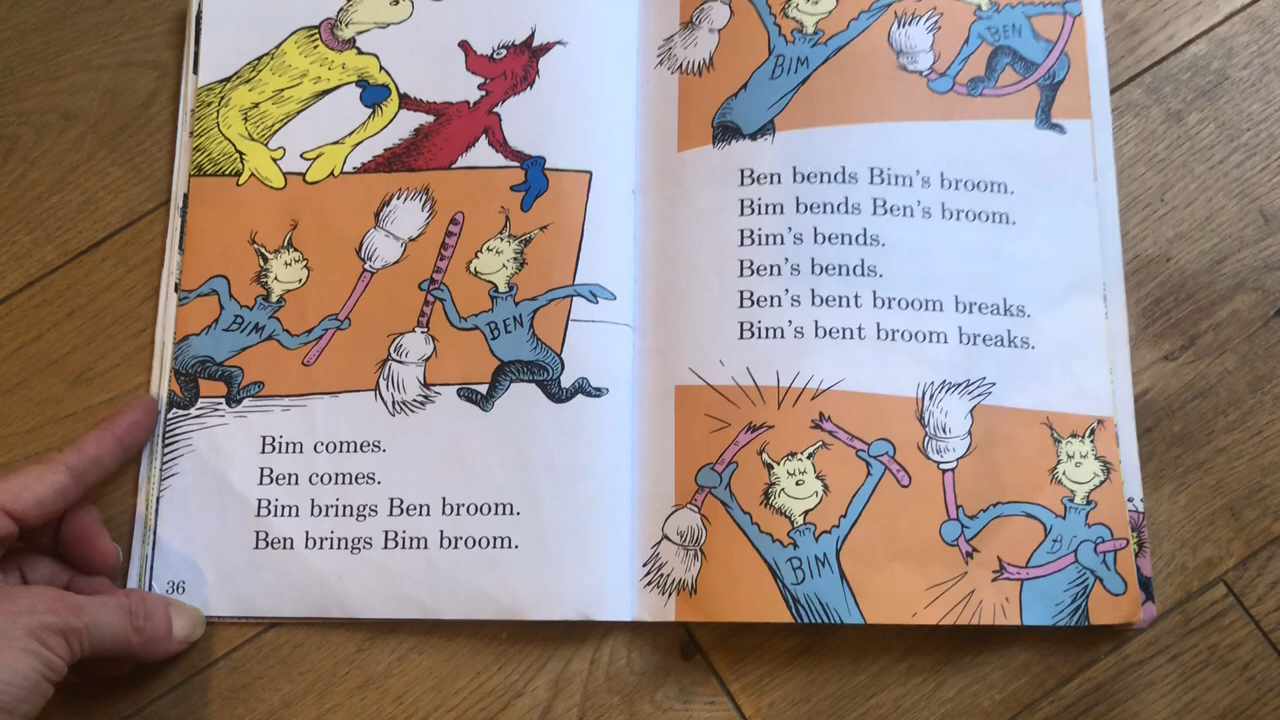 BIM
BEN
Bim comes.
Ben comes.
Bim brings Ben broom.
Ben brings Bim broom.
36
BIM
BEN
Ben bends Bim's broom.
Bim bends Ben's broom.
Bim's bends.
Ben's bends.
Ben's bent broom breaks.
Bim's bent broom breaks.
BIM